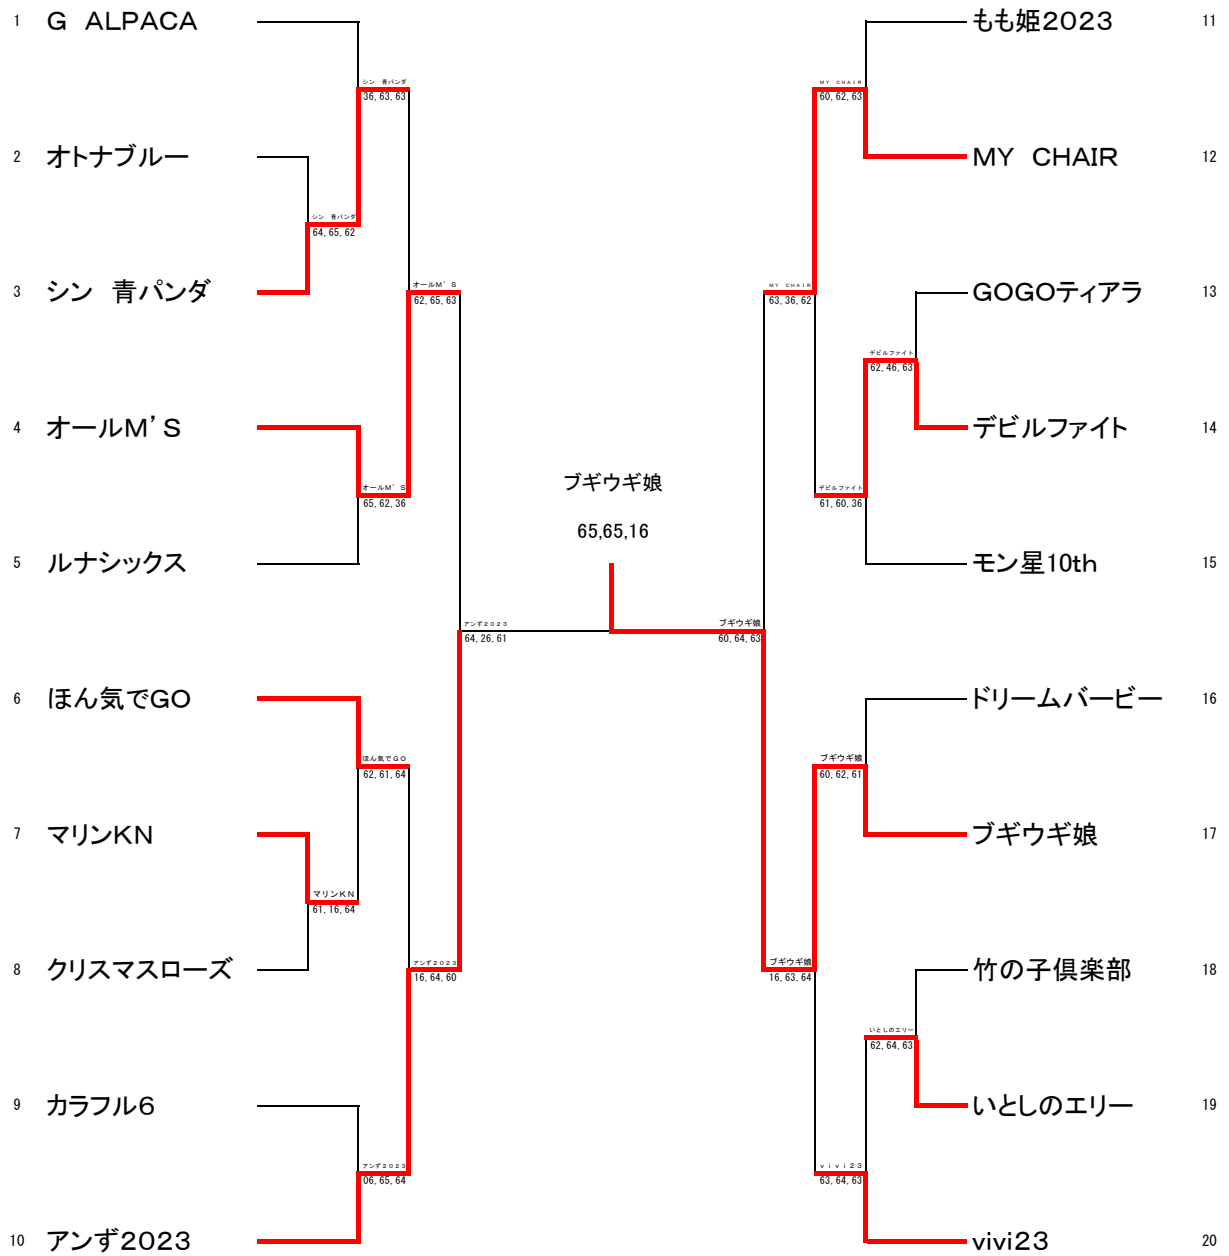 1 G ALPACA
シン 青パンダ
36,63,63
2 オトナブルー
シン 青パンダ
64,65,62
3 シン 青パンダ
オールM'S
62,65,63
4 オールM'S
オールM'S
65,62,36
5 ルナシックス
アンず2023
64,26,61
6 ほん気でGO
ほん気でGO
62,61,64
7 マリンKN
マリンKN
61,16,64
8 クリスマスローズ
アンず2023
16,64,60
9 カラフル6
アンず2023
06,65,64
10 アンず2023
ブギウギ娘
65,65,16
もも姫2023 11
MY CHAIR
60,62,63
MY CHAIR 12
MY CHAIR
63,36,62
GOGOティアラ 13
デビルファイト
62,46,63
デビルファイト 14
デビルファイト
61,60,36
モン星10th 15
ブギウギ娘
60,64,63
ドリームバービー 16
ブギウギ娘
60,62,61
ブギウギ娘 17
ブギウギ娘
16,63,64
竹の子倶楽部 18
いとしのエリー
62,64,63
いとしのエリー 19
vivi23
63,64,63
vivi23 20